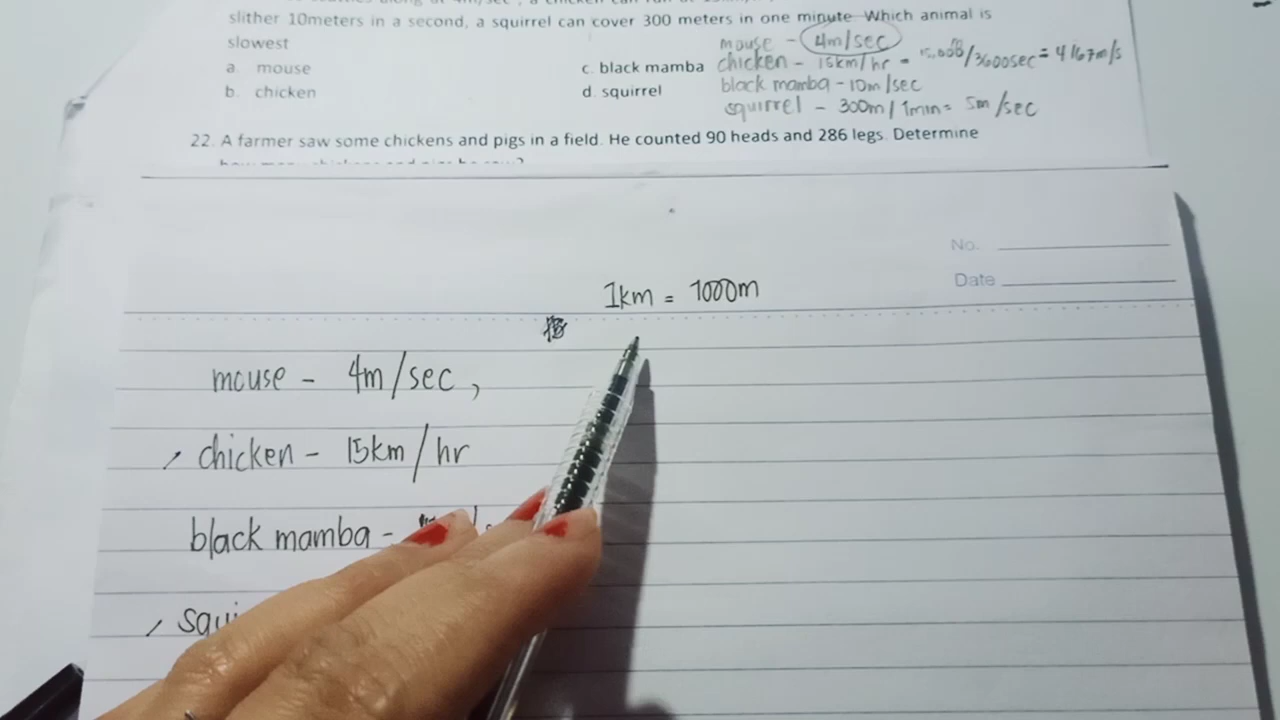 slither 10meters in a second, a squirrel can cover 300 meters in one minute Which animal is
slowest
a. mouse
b. chicken
c. black mamba
d. squirrel
mouse - 4m/sec
chicken - 15km/hr = 15,000/3600sec = 4.167m/s
black mamba - 10m/sec
squirrel - 300m/1min = 5m/sec
22. A farmer saw some chickens and pigs in a field. He counted 90 heads and 286 legs. Determine
No.
Date
1km = 1000m
mouse - 4m/sec,
chicken - 15km/hr
black mamba -